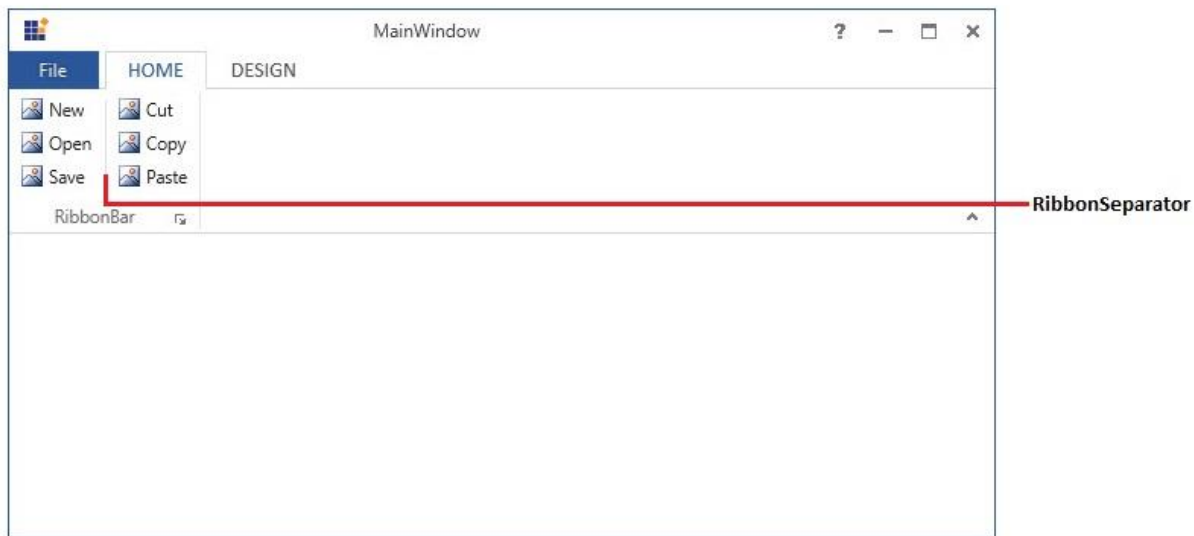 MainWindow ?
File HOME DESIGN
New Cut
Open Copy
Save Paste
RibbonBar
RibbonSeparator